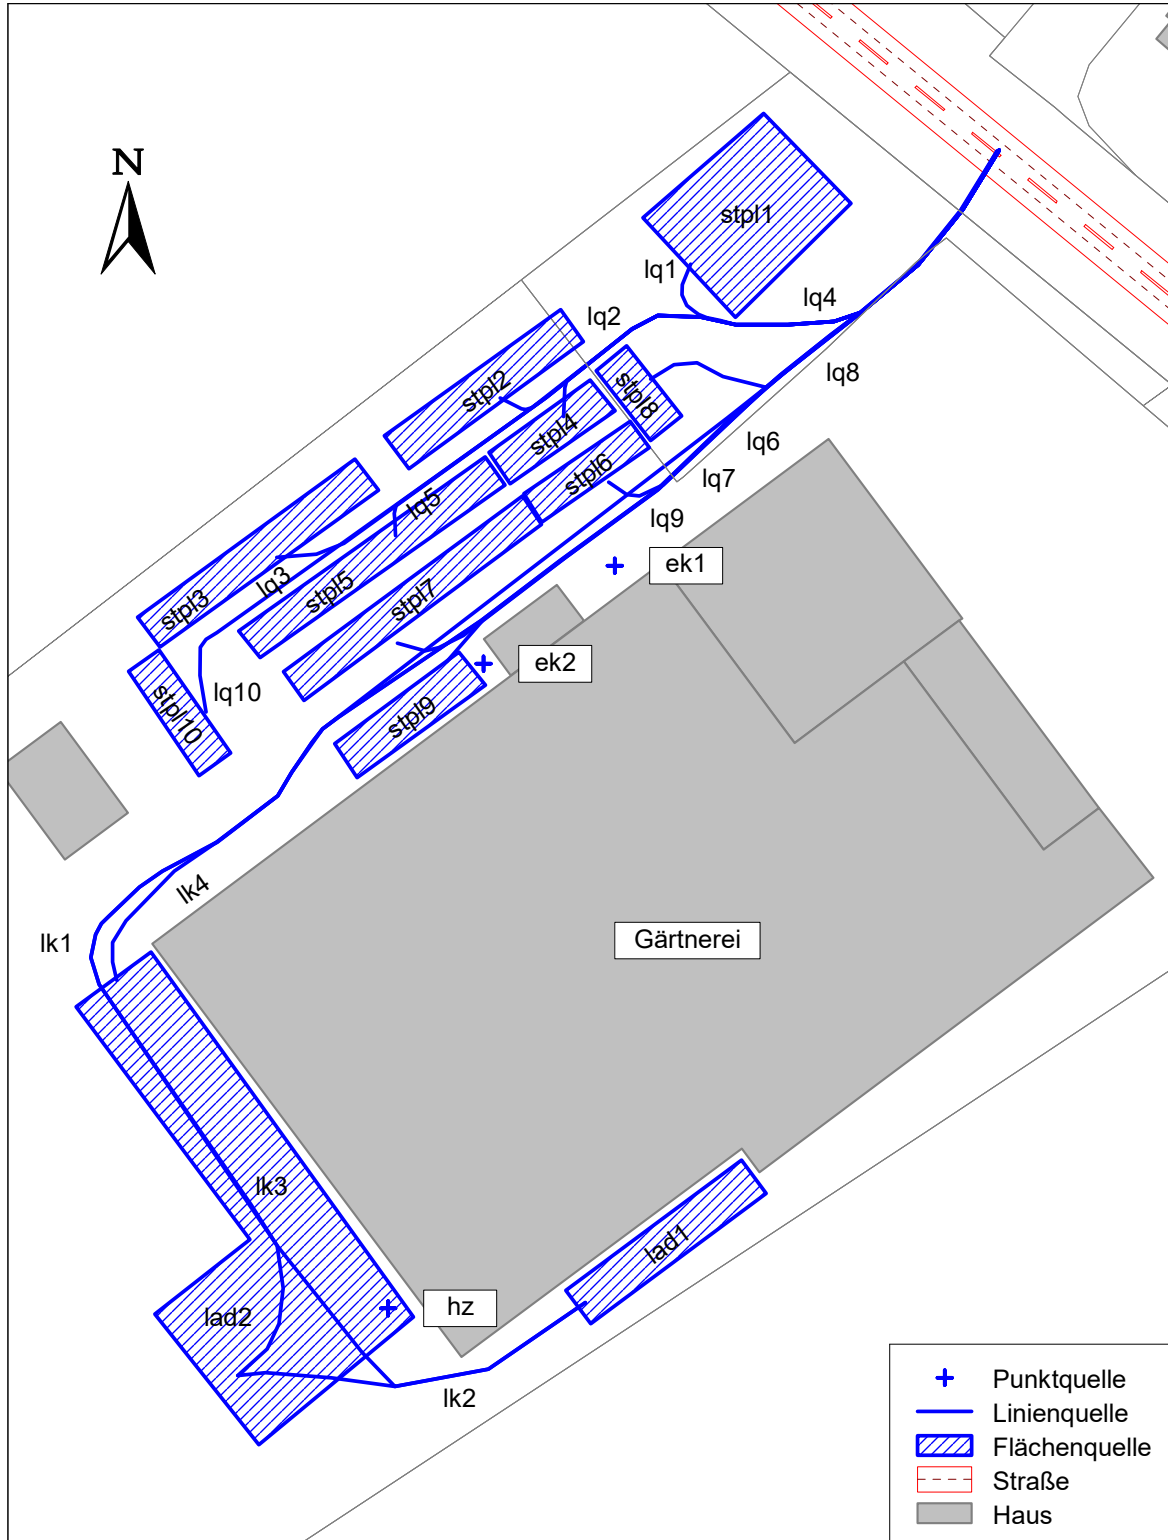 N
stpl1
lq1
lq4
lq2
stpl2
stpl8
lq8
stpl4
lq6
stpl6
lq7
lq5
lq9
ek1
lq3
stpl5
stpl7
stpl3
ek2
lq10
stpl10
stpl9
lk4
lk1
Gärtnerei
lk3
lad1
hz
lad2
lk2
Punktquelle
Linienquelle
Flächenquelle
Straße
Haus